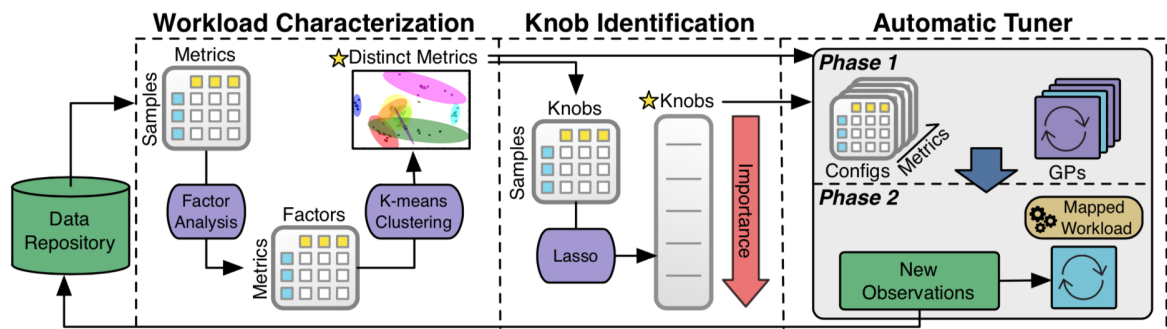 Workload Characterization
Knob Identification
Automatic Tuner
Metrics
Samples
Distinct Metrics
Factor
Analysis
Factors
Metrics
K-means
Clustering
Data
Repository
Knobs
Samples
Lasso
Knobs
Importance
Phase 1
Configs
Metrics
GPs
Phase 2
Mapped
Workload
New
Observations